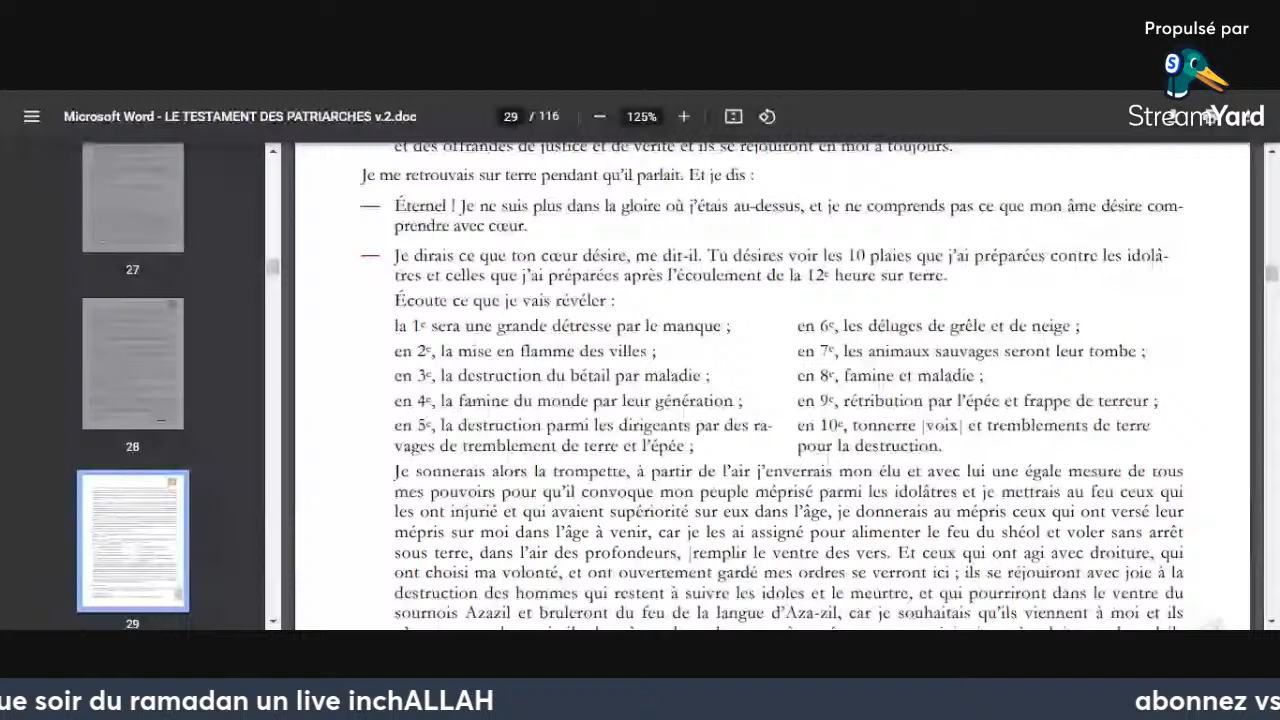 Propulsé par
StreamYard
Microsoft Word - LE TESTAMENT DES PATRIARCHES v.2.doc
29 / 116
125%
et des offrandes de justice et de vérité et ils se réjouiront en moi à toujours.
Je me retrouvais sur terre pendant qu'il parlait. Et je dis :
— Éternel ! Je ne suis plus dans la gloire où j'étais au-dessus, et je ne comprends pas ce que mon âme désire com-
prendre avec cœur.
— Je dirais ce que ton cœur désire, me dit-il. Tu désires voir les 10 plaies que j'ai préparées contre les idolâ-
tres et celles que j'ai préparées après l'écoulement de la 12e heure sur terre.
Écoute ce que je vais révéler :
la 1e sera une grande détresse par le manque ;
en 2e, la mise en flamme des villes ;
en 3e, la destruction du bétail par maladie ;
en 4e, la famine du monde par leur génération ;
en 5e, la destruction parmi les dirigeants par des ra-
vages de tremblement de terre et l'épée ;
en 6e, les déluges de grêle et de neige ;
en 7e, les animaux sauvages seront leur tombe ;
en 8e, famine et maladie ;
en 9e, rétribution par l'épée et frappe de terreur ;
en 10e, tonnerre |voix| et tremblements de terre
pour la destruction.
Je sonnerais alors la trompette, à partir de l'air j'enverrais mon élu et avec lui une égale mesure de tous
mes pouvoirs pour qu'il convoque mon peuple méprisé parmi les idolâtres et je mettrais au feu ceux qui
les ont injurié et qui avaient supériorité sur eux dans l'âge, je donnerais au mépris ceux qui ont versé leur
mépris sur moi dans l'âge à venir, car je les ai assigné pour alimenter le feu du shéol et voler sans arrêt
sous terre, dans l'air des profondeurs, |remplir le ventre des vers. Et ceux qui ont agi avec droiture, qui
ont choisi ma volonté, et ont ouvertement gardé mes ordres se verront ici : ils se réjouiront avec joie à la
destruction des hommes qui restent à suivre les idoles et le meurtre, et qui pourriront dans le ventre du
sournois Azazil et bruleront du feu de la langue d'Aza-zil, car je souhaitais qu'ils viennent à moi et ils
27
28
29
ue soir du ramadan un live inchALLAH
abonnez vs